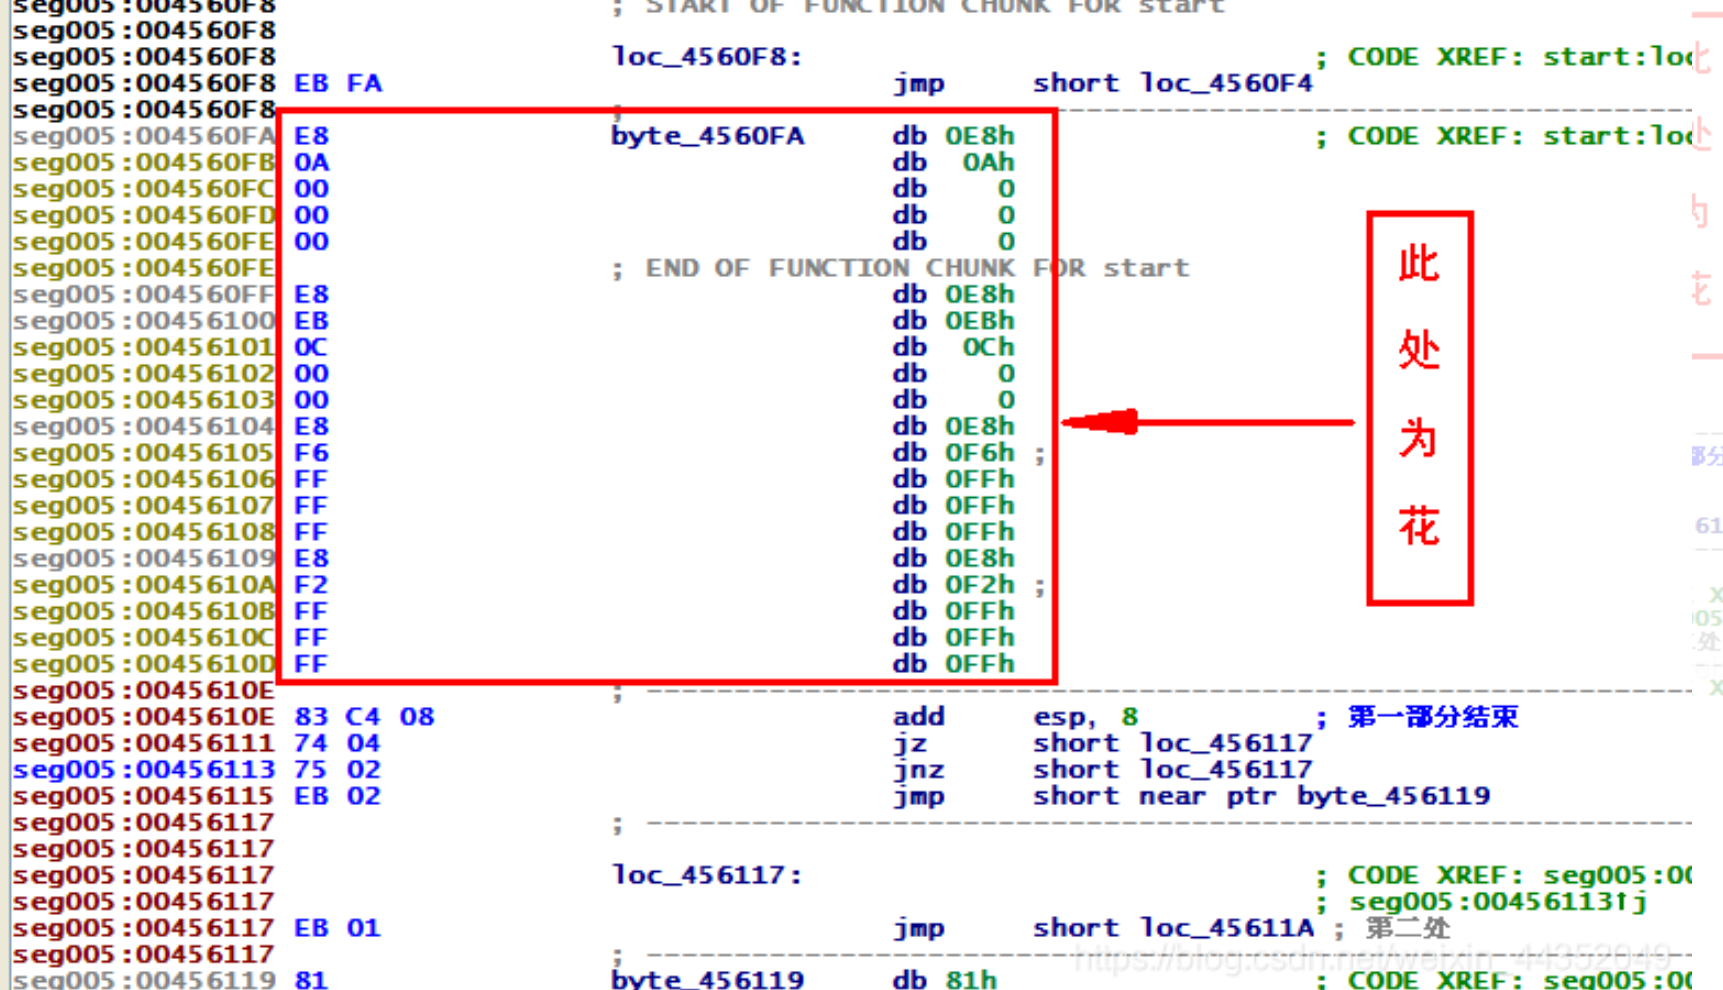 seg005:004560F8 ; START OF FUNCTION CHUNK FOR start
seg005:004560F8
seg005:004560F8 loc_4560F8: ; CODE XREF: start:loc
seg005:004560F8 EB FA jmp short loc_4560F4
seg005:004560F8 ;
seg005:004560FA E8 byte_4560FA db 0E8h ; CODE XREF: start:loc
seg005:004560FB 0A db 0Ah
seg005:004560FC 00 db 0
seg005:004560FD 00 db 0
seg005:004560FE 00 db 0
seg005:004560FE ; END OF FUNCTION CHUNK FOR start
seg005:004560FF E8 db 0E8h
seg005:00456100 EB db 0EBh
seg005:00456101 0C db 0Ch
seg005:00456102 00 db 0
seg005:00456103 00 db 0
seg005:00456104 E8 db 0E8h
seg005:00456105 F6 db 0F6h ;
seg005:00456106 FF db 0FFh
seg005:00456107 FF db 0FFh
seg005:00456108 FF db 0FFh
seg005:00456109 E8 db 0E8h
seg005:0045610A F2 db 0F2h ;
seg005:0045610B FF db 0FFh
seg005:0045610C FF db 0FFh
seg005:0045610D FF db 0FFh
seg005:0045610E ; ---------------------------------------------------------------------------
seg005:0045610E 83 C4 08 add esp, 8 ; 第一部分结束
seg005:00456111 74 04 jz short loc_456117
seg005:00456113 75 02 jnz short loc_456117
seg005:00456115 EB 02 jmp short near ptr byte_456119
seg005:00456117 ; ---------------------------------------------------------------------------
seg005:00456117
seg005:00456117 loc_456117: ; CODE XREF: seg005:00
seg005:00456117 ; seg005:00456113↑j
seg005:00456117 EB 01 jmp short loc_45611A ; 第二处
seg005:00456117 ; ---------------------------------------------------------------------------
seg005:00456119 81 byte_456119 db 81h ; CODE XREF: seg005:00
此处为花
https://blog.csdn.net/weixin_44352049